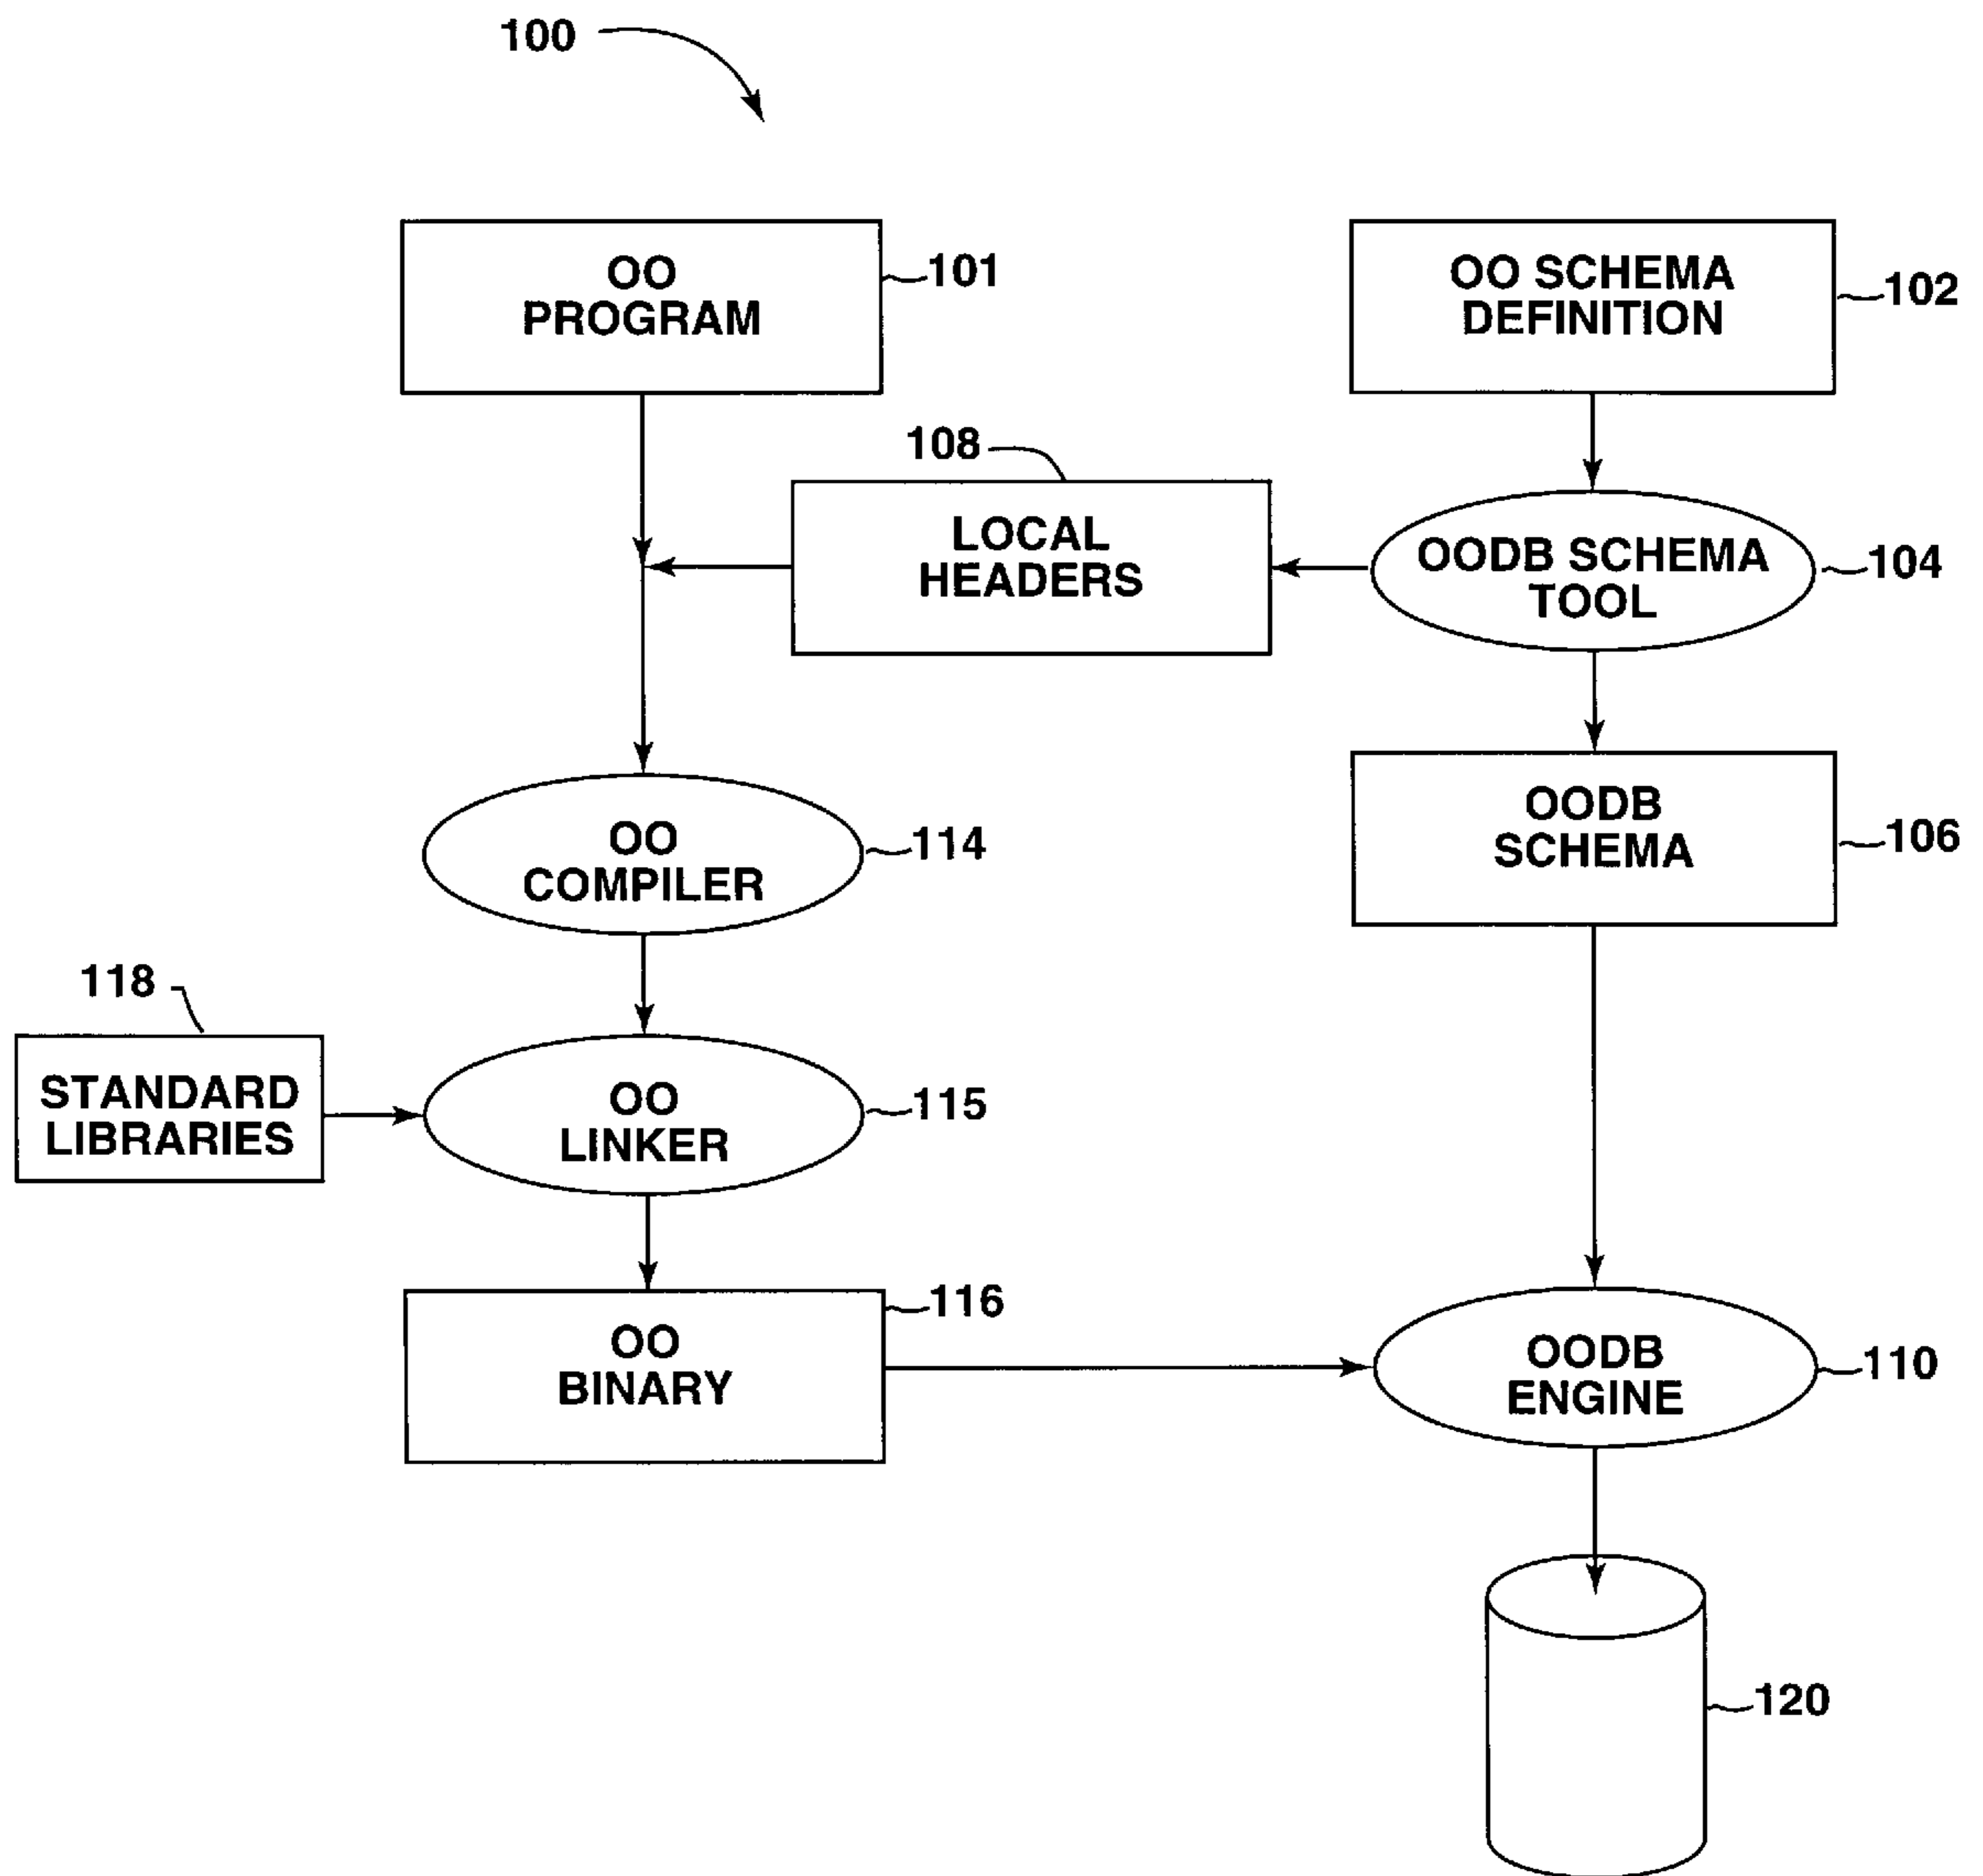 100
OO
PROGRAM
101
OO SCHEMA
DEFINITION
102
108
LOCAL
HEADERS
OODB SCHEMA
TOOL
104
OO
COMPILER
114
OODB
SCHEMA
106
118
STANDARD
LIBRARIES
OO
LINKER
115
OO
BINARY
116
OODB
ENGINE
110
120